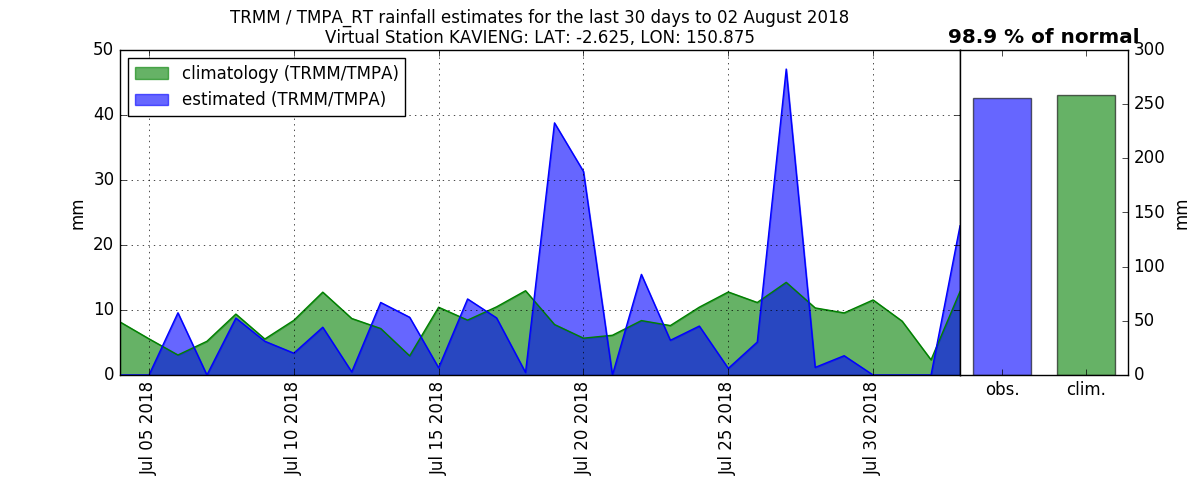 TRMM / TMPA_RT rainfall estimates for the last 30 days to 02 August 2018
Virtual Station KAVIENG: LAT: -2.625, LON: 150.875
98.9 % of normal
climatology (TRMM/TMPA)
estimated (TRMM/TMPA)
50
40
30
20
10
0
mm
300
250
200
150
100
50
0
mm
Jul 05 2018
Jul 10 2018
Jul 15 2018
Jul 20 2018
Jul 25 2018
Jul 30 2018
obs.
clim.